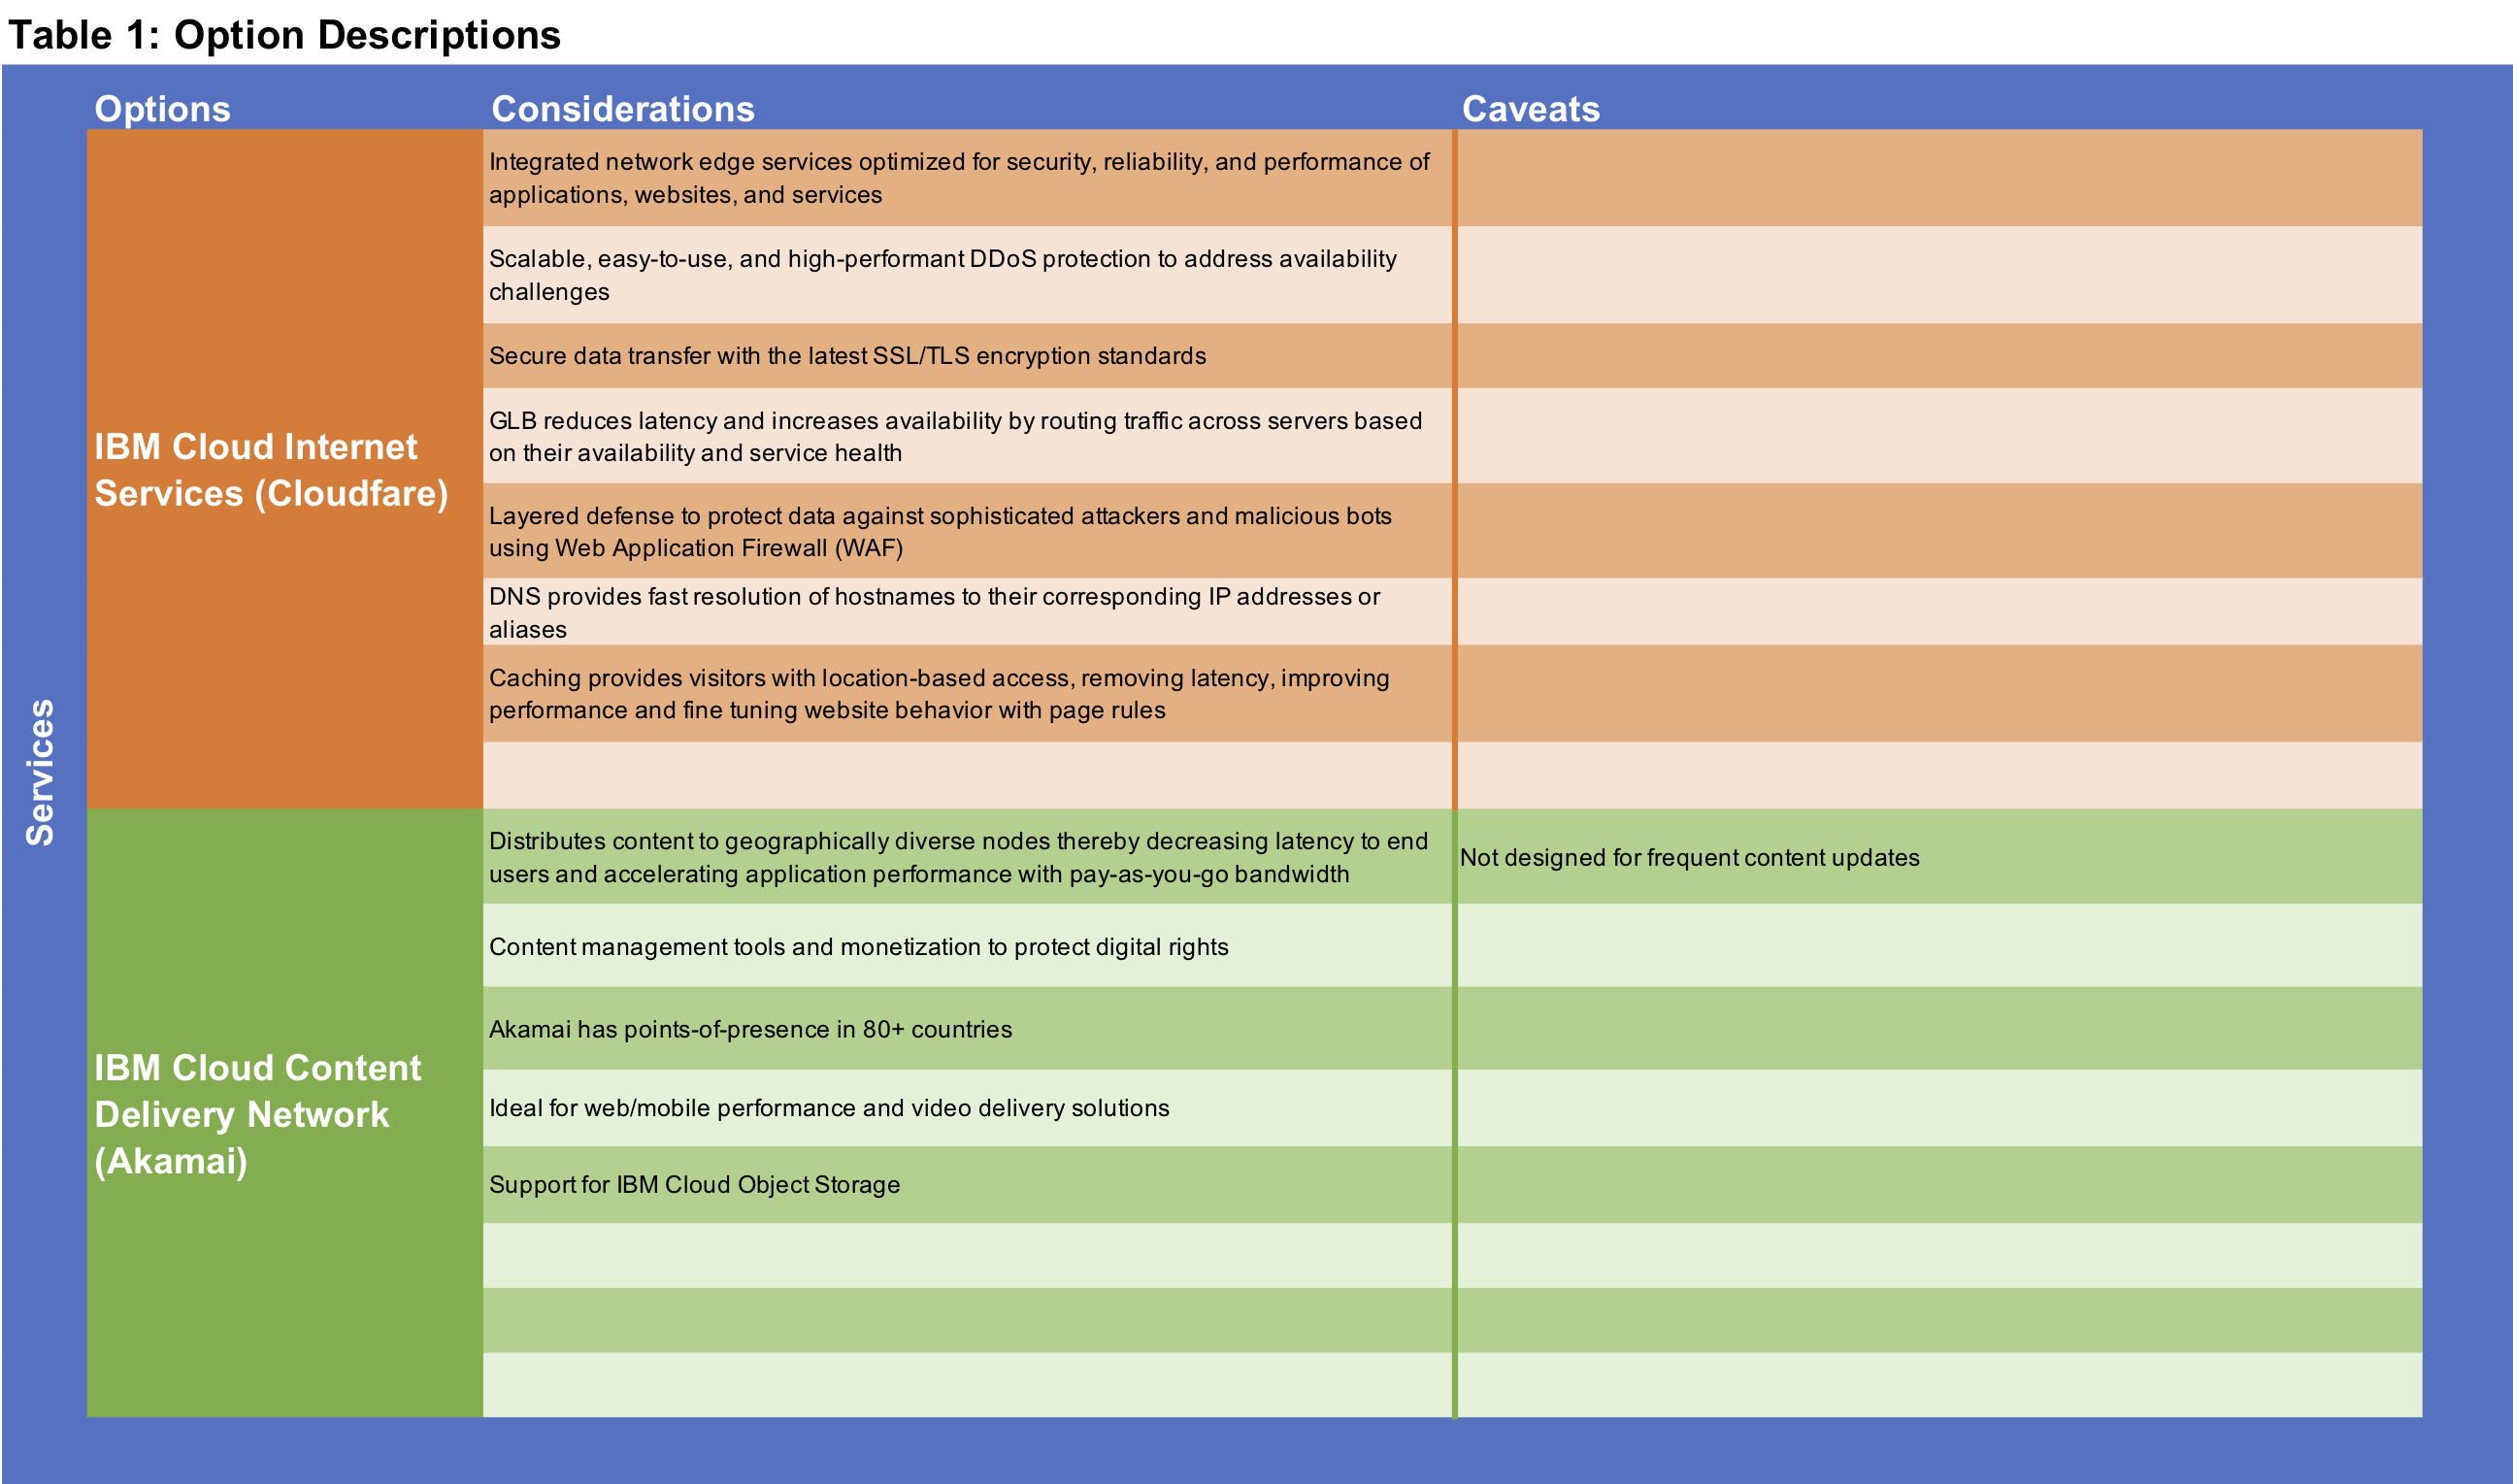 Table 1: Option Descriptions
Options
Considerations
Caveats
Services
IBM Cloud Internet
Services (Cloudfare)
Integrated network edge services optimized for security, reliability, and performance of
applications, websites, and services
Scalable, easy-to-use, and high-performant DDoS protection to address availability
challenges
Secure data transfer with the latest SSL/TLS encryption standards
GLB reduces latency and increases availability by routing traffic across servers based
on their availability and service health
Layered defense to protect data against sophisticated attackers and malicious bots
using Web Application Firewall (WAF)
DNS provides fast resolution of hostnames to their corresponding IP addresses or
aliases
Caching provides visitors with location-based access, removing latency, improving
performance and fine tuning website behavior with page rules
IBM Cloud Content
Delivery Network
(Akamai)
Distributes content to geographically diverse nodes thereby decreasing latency to end
users and accelerating application performance with pay-as-you-go bandwidth
Not designed for frequent content updates
Content management tools and monetization to protect digital rights
Akamai has points-of-presence in 80+ countries
Ideal for web/mobile performance and video delivery solutions
Support for IBM Cloud Object Storage